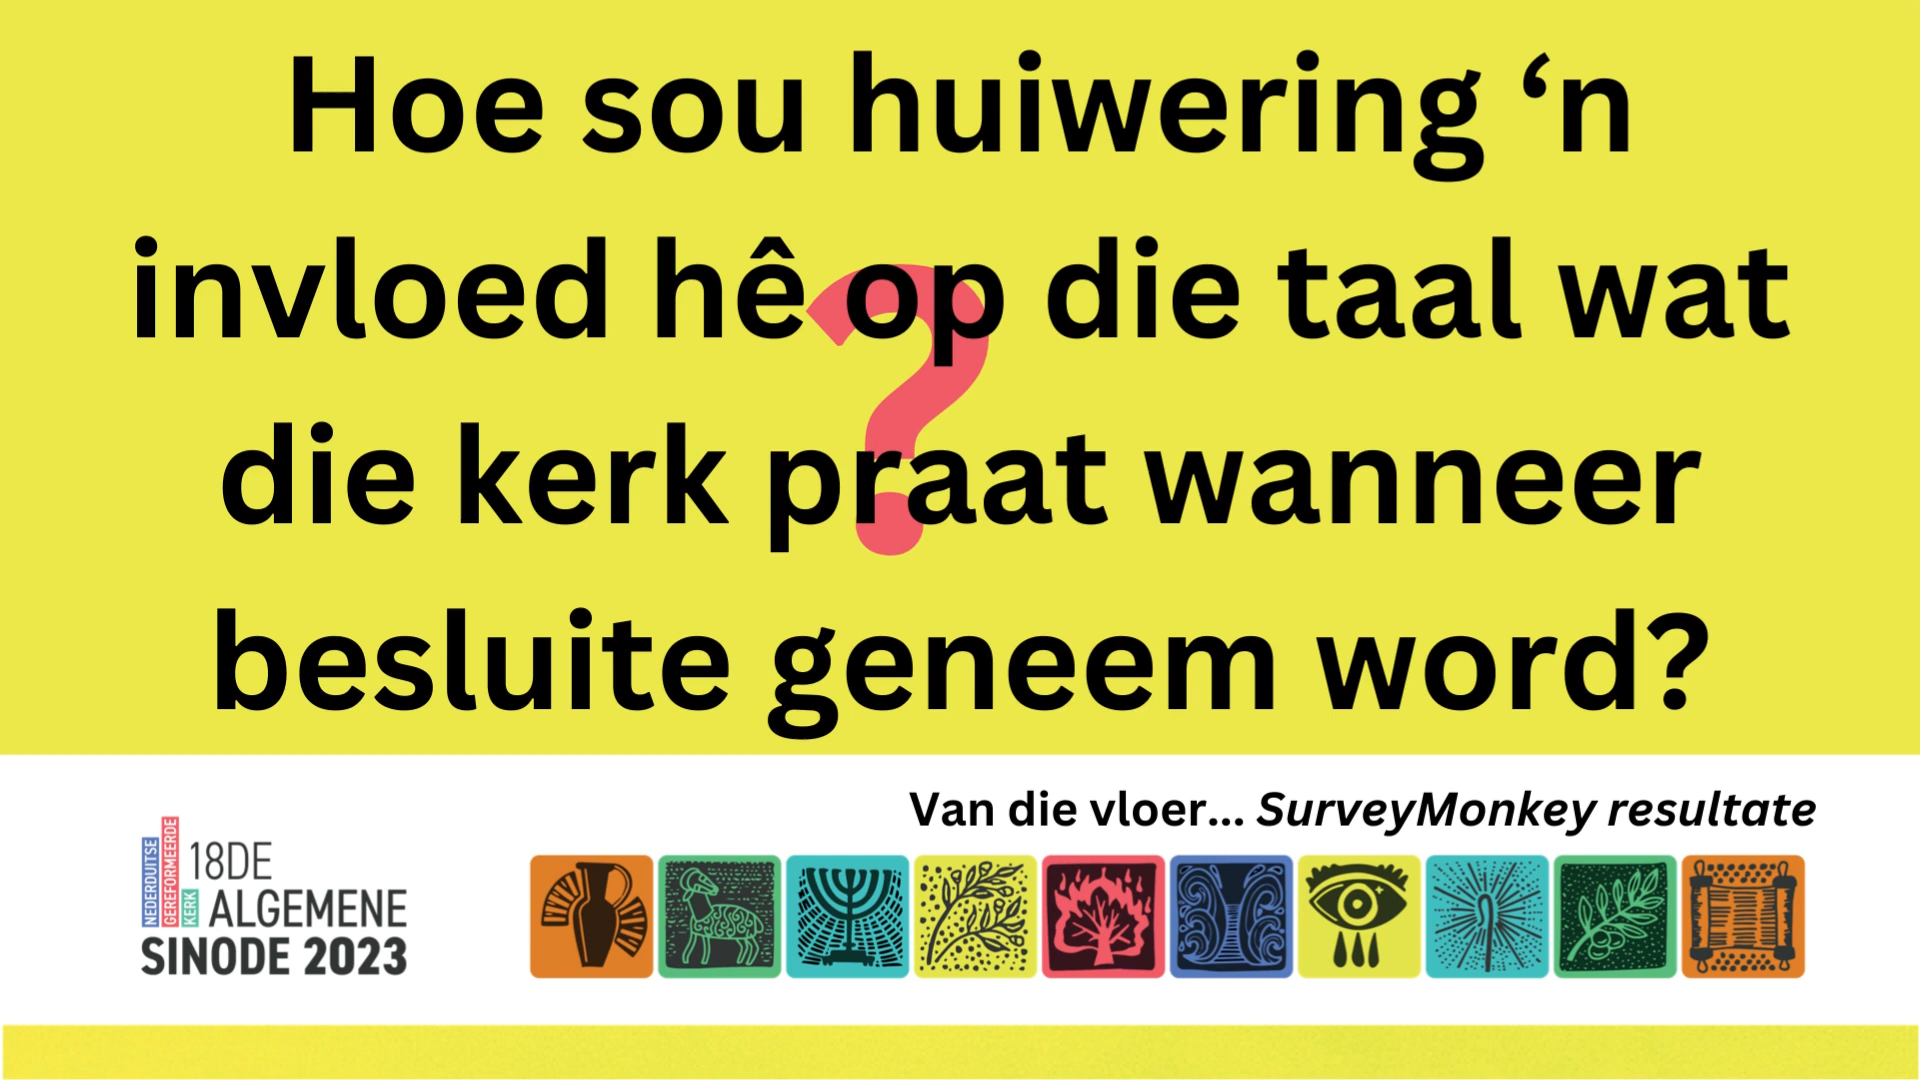 Hoe sou huiwering ‘n
invloed hê op die taal wat
die kerk praat wanneer
besluite geneem word?
?
Van die vloer... SurveyMonkey resultate
NEDERDUITSE
GEREFORMEERDE
KERK
18DE
ALGEMENE
SINODE 2023